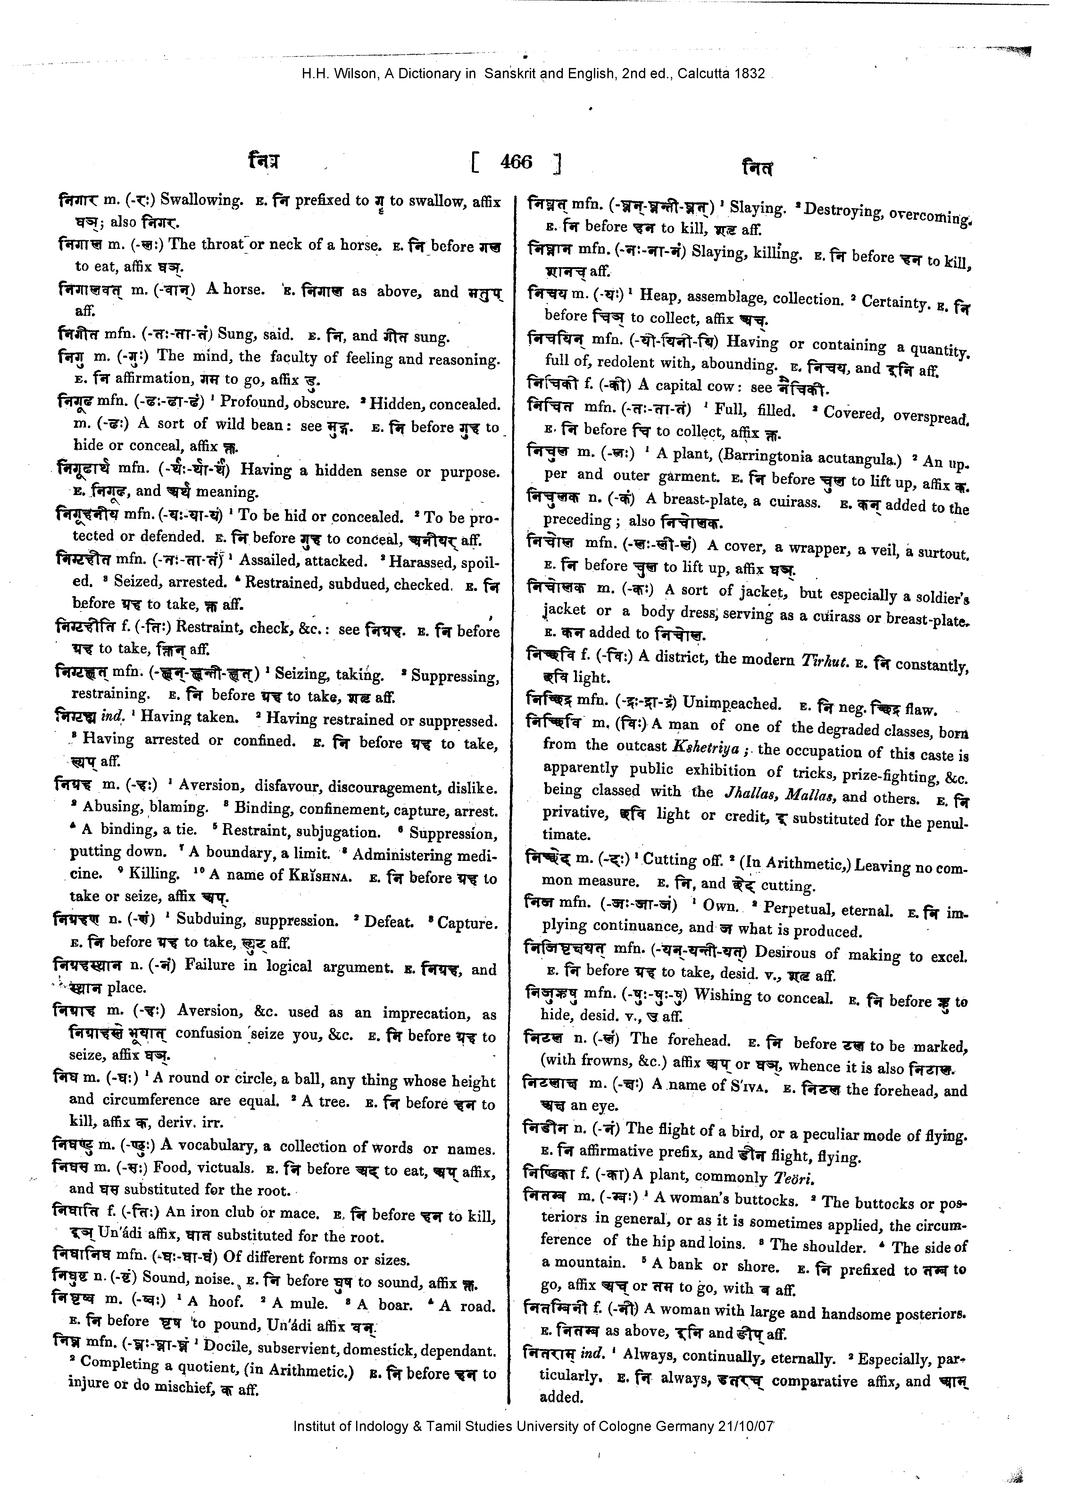 H.H. Wilson, A Dictionary in Sanskrit and English, 2nd ed., Calcutta 1832
निघ्न
[ 466 ]
नित
निगार m. (-रः) Swallowing. E. नि prefixed to गृ to swallow, affix
घञ्; also निगर.
निगाल m. (-लः) The throat or neck of a horse. E. नि before गल
to eat, affix घञ्.
निगालवत् m. (-वान्) A horse. E. निगाल as above, and मतुप्
aff.
निगीत mfn. (-तः-ता-तं) Sung, said. E. नि, and गीत sung.
निगु m. (-गुः) The mind, the faculty of feeling and reasoning.
E. नि affirmation, गम to go, affix डु.
निगूढ mfn. (-ढः-ढा-ढं) ¹ Profound, obscure. ² Hidden, concealed.
m. (-ढः) A sort of wild bean: see मुद्ग. E. नि before गुह to
hide or conceal, affix क्त.
निगूढार्थ mfn. (-र्थः-र्था-र्थं) Having a hidden sense or purpose.
E. निगूढ, and अर्थ meaning.
निगूहनीय mfn. (-यः-या-यं) ¹ To be hid or concealed. ² To be pro-
tected or defended. E. नि before गुह to conceal, अनीयर् aff.
निगृहीत mfn. (-तः-ता-तं) ¹ Assailed, attacked. ² Harassed, spoil-
ed. ³ Seized, arrested. ⁴ Restrained, subdued, checked. E. नि
before ग्रह to take, क्त aff.
निगृहीति f. (-तिः) Restraint, check, &c.: see निग्रह. E. नि before
ग्रह to take, क्तिन् aff.
निगृह्णत् mfn. (-ह्णन्-ह्णन्ती-ह्णत्) ¹ Seizing, taking. ² Suppressing,
restraining. E. नि before ग्रह to take, शतृ aff.
निगृह्य ind. ¹ Having taken. ² Having restrained or suppressed.
³ Having arrested or confined. E. नि before ग्रह to take,
ल्यप् aff.
निग्रह m. (-हः) ¹ Aversion, disfavour, discouragement, dislike.
² Abusing, blaming. ³ Binding, confinement, capture, arrest.
⁴ A binding, a tie. ⁵ Restraint, subjugation. ⁶ Suppression,
putting down. ⁷ A boundary, a limit. ⁸ Administering medi-
cine. ⁹ Killing. ¹⁰ A name of KRĬSHNA. E. नि before ग्रह to
take or seize, affix अप्.
निग्रहण n. (-णं) ¹ Subduing, suppression. ² Defeat. ³ Capture.
E. नि before ग्रह to take, ल्युट् aff.
निग्रहस्थान n. (-नं) Failure in logical argument. E. निग्रह, and
स्थान place.
निग्राह m. (-हः) Aversion, &c. used as an imprecation, as
निग्राहस्ते भूयात् confusion seize you, &c. E. नि before ग्रह to
seize, affix घञ्.
निघ m. (-घः) ¹ A round or circle, a ball, any thing whose height
and circumference are equal. ² A tree. E. नि before हन to
kill, affix क, deriv. irr.
निघण्टु m. (-ण्टुः) A vocabulary, a collection of words or names.
निघस m. (-सः) Food, victuals. E. नि before अद to eat, अप् affix,
and घस substituted for the root.
निघाति f. (-तिः) An iron club or mace. E. नि before हन to kill,
इञ् Un'ádi affix, घात substituted for the root.
निघानिघ mfn. (-घः-घा-घं) Of different forms or sizes.
निघुष्ट n. (-ष्टं) Sound, noise. E. नि before घुष to sound, affix क्त.
निघृष्व m. (-ष्वः) ¹ A hoof. ² A mule. ³ A boar. ⁴ A road.
E. नि before घृष to pound, Un'ádi affix वन्.
निघ्न mfn. (-घ्नः-घ्ना-घ्नं ¹ Docile, subservient, domestick, dependant.
² Completing a quotient, (in Arithmetic.) E. नि before हन to
injure or do mischief, क aff.
निघ्नत् mfn. (-घ्नन्-घ्नन्ती-घ्नत्) ¹ Slaying. ² Destroying, overcoming.
E. नि before हन to kill, शतृ aff.
निघ्नान mfn. (-नः-ना-नं) Slaying, killing. E. नि before हन to kill,
शानच् aff.
निचय m. (-यः) ¹ Heap, assemblage, collection. ² Certainty. E. नि
before चिञ् to collect, affix अच्.
निचयिन् mfn. (-यी-यिनी-यि) Having or containing a quantity,
full of, redolent with, abounding. E. निचय, and इनि aff.
निचिकी f. (-की) A capital cow: see नैचिकी.
निचित mfn. (-तः-ता-तं) ¹ Full, filled. ² Covered, overspread.
E. नि before चि to collect, affix क्त.
निचुल m. (-लः) ¹ A plant, (Barringtonia acutangula.) ² An up-
per and outer garment. E. नि before चुल to lift up, affix क.
निचुलक n. (-कं) A breast-plate, a cuirass. E. कन् added to the
preceding; also निचोलक.
निचोल mfn. (-लः-ली-लं) A cover, a wrapper, a veil, a surtout.
E. नि before चुल to lift up, affix घञ्.
निचोलक m. (-कः) A sort of jacket, but especially a soldier's
jacket or a body dress, serving as a cuirass or breast-plate.
E. कन added to निचोल.
निच्छवि f. (-विः) A district, the modern Tirhut. E. नि constantly,
छवि light.
निच्छिद्र mfn. (-द्रः-द्रा-द्रं) Unimpeached. E. नि neg. छिद्र flaw.
निच्छिवि m. (विः) A man of one of the degraded classes, born
from the outcast Kshetriya; the occupation of this caste is
apparently public exhibition of tricks, prize-fighting, &c.
being classed with the Jhallas, Mallas, and others. E. नि
privative, छवि light or credit, इ substituted for the penul-
timate.
निच्छेद m. (-दः) ¹ Cutting off. ² (In Arithmetic,) Leaving no com-
mon measure. E. नि, and छेद cutting.
निज mfn. (-जः-जा-जं) ¹ Own. ² Perpetual, eternal. E. नि im-
plying continuance, and ज what is produced.
निजिघृक्षयत् mfn. (-यन्-यन्ती-यत्) Desirous of making to excel.
E. नि before ग्रह to take, desid. v., शतृ aff.
निजुह्नुषु mfn. (-षुः-षुः-षु) Wishing to conceal. E. नि before ह्नु to
hide, desid. v., उ aff.
निटल n. (-लं) The forehead. E. नि before टल to be marked,
(with frowns, &c.) affix अप् or घञ्, whence it is also निटाल.
निटलाक्ष m. (-क्षः) A name of S'IVA. E. निटल the forehead, and
अक्ष an eye.
निडीन n. (-नं) The flight of a bird, or a peculiar mode of flying.
E. नि affirmative prefix, and डीन flight, flying.
निण्डिका f. (-का) A plant, commonly Teöri.
नितम्ब m. (-म्बः) ¹ A woman's buttocks. ² The buttocks or pos-
teriors in general, or as it is sometimes applied, the circum-
ference of the hip and loins. ³ The shoulder. ⁴ The side of
a mountain. ⁵ A bank or shore. E. नि prefixed to तम्ब to
go, affix अच् or तम to go, with ब aff.
नितम्बिनी f. (-नी) A woman with large and handsome posteriors.
E. नितम्ब as above, इनि and ङीप् aff.
नितराम् ind. ¹ Always, continually, eternally. ² Especially, par-
ticularly. E. नि always, डतरच् comparative affix, and आम्
added.
Institut of Indology & Tamil Studies University of Cologne Germany 21/10/07